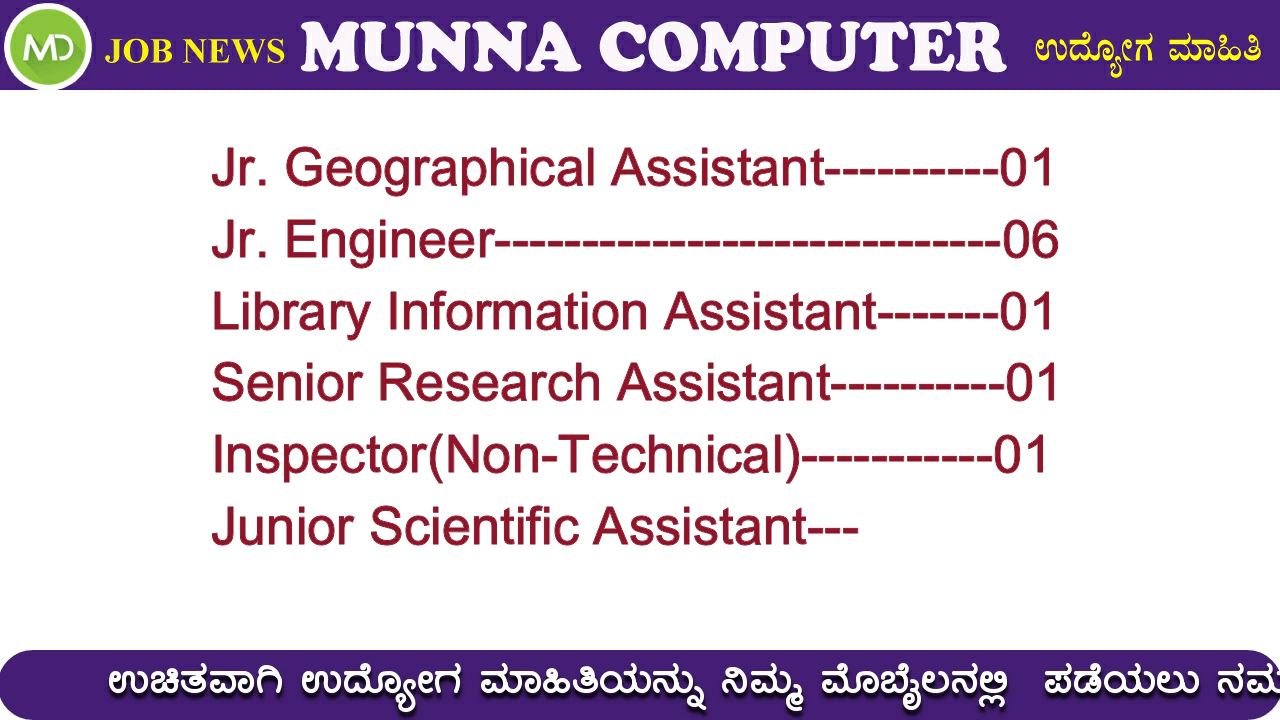 MD JOB NEWS MUNNA COMPUTER ಉದ್ಯೋಗ ಮಾಹಿತಿ
Jr. Geographical Assistant----------01
Jr. Engineer-----------------------------06
Library Information Assistant-------01
Senior Research Assistant----------01
Inspector(Non-Technical)-----------01
Junior Scientific Assistant---
ಉಚಿತವಾಗಿ ಉದ್ಯೋಗ ಮಾಹಿತಿಯನ್ನು ನಿಮ್ಮ ಮೊಬೈಲನಲ್ಲಿ ಪಡೆಯಲು